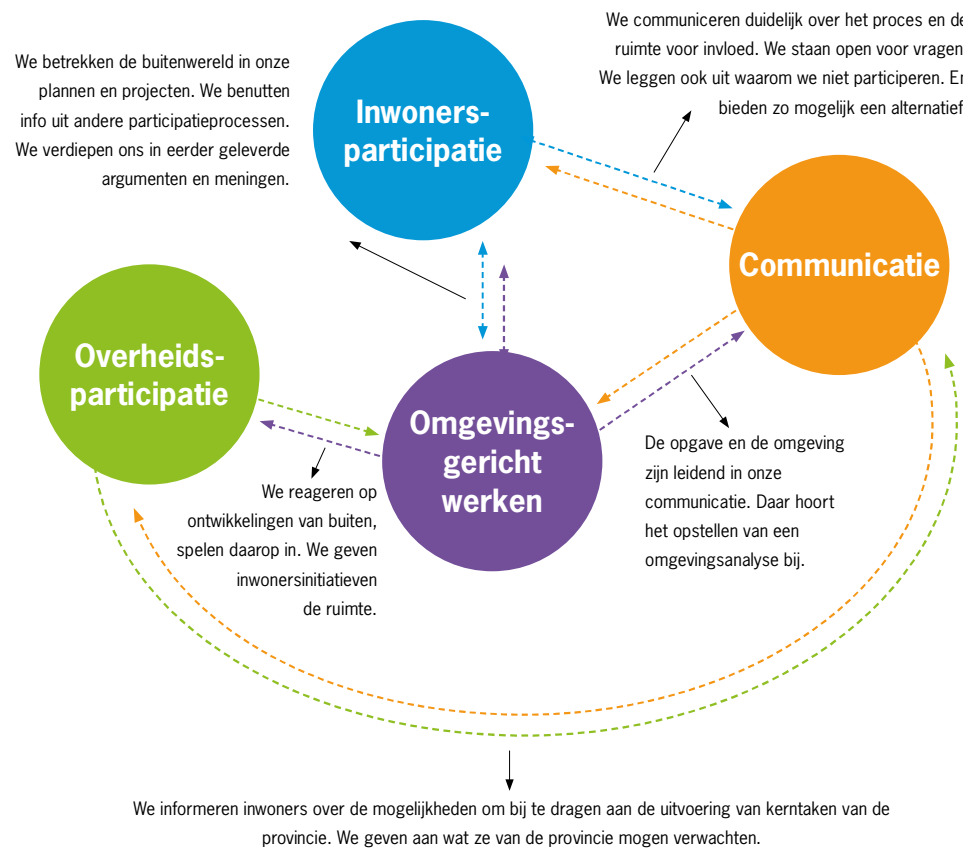 We communiceren duidelijk over het proces en de
ruimte voor invloed. We staan open voor vragen
We leggen ook uit waarom we niet participeren. En
bieden zo mogelijk een alternatief
We betrekken de buitenwereld in onze
plannen en projecten. We benutten
info uit andere participatieprocessen.
We verdiepen ons in eerder geleverde
argumenten en meningen.
Inwoners-
participatie
Communicatie
Overheids-
participatie
Omgevings-
gericht
werken
De opgave en de omgeving
zijn leidend in onze
communicatie. Daar hoort
het opstellen van een
omgevingsanalyse bij.
We reageren op
ontwikkelingen van buiten,
spelen daarop in. We geven
inwonersinitiatieven
de ruimte.
We informeren inwoners over de mogelijkheden om bij te dragen aan de uitvoering van kerntaken van de
provincie. We geven aan wat ze van de provincie mogen verwachten.